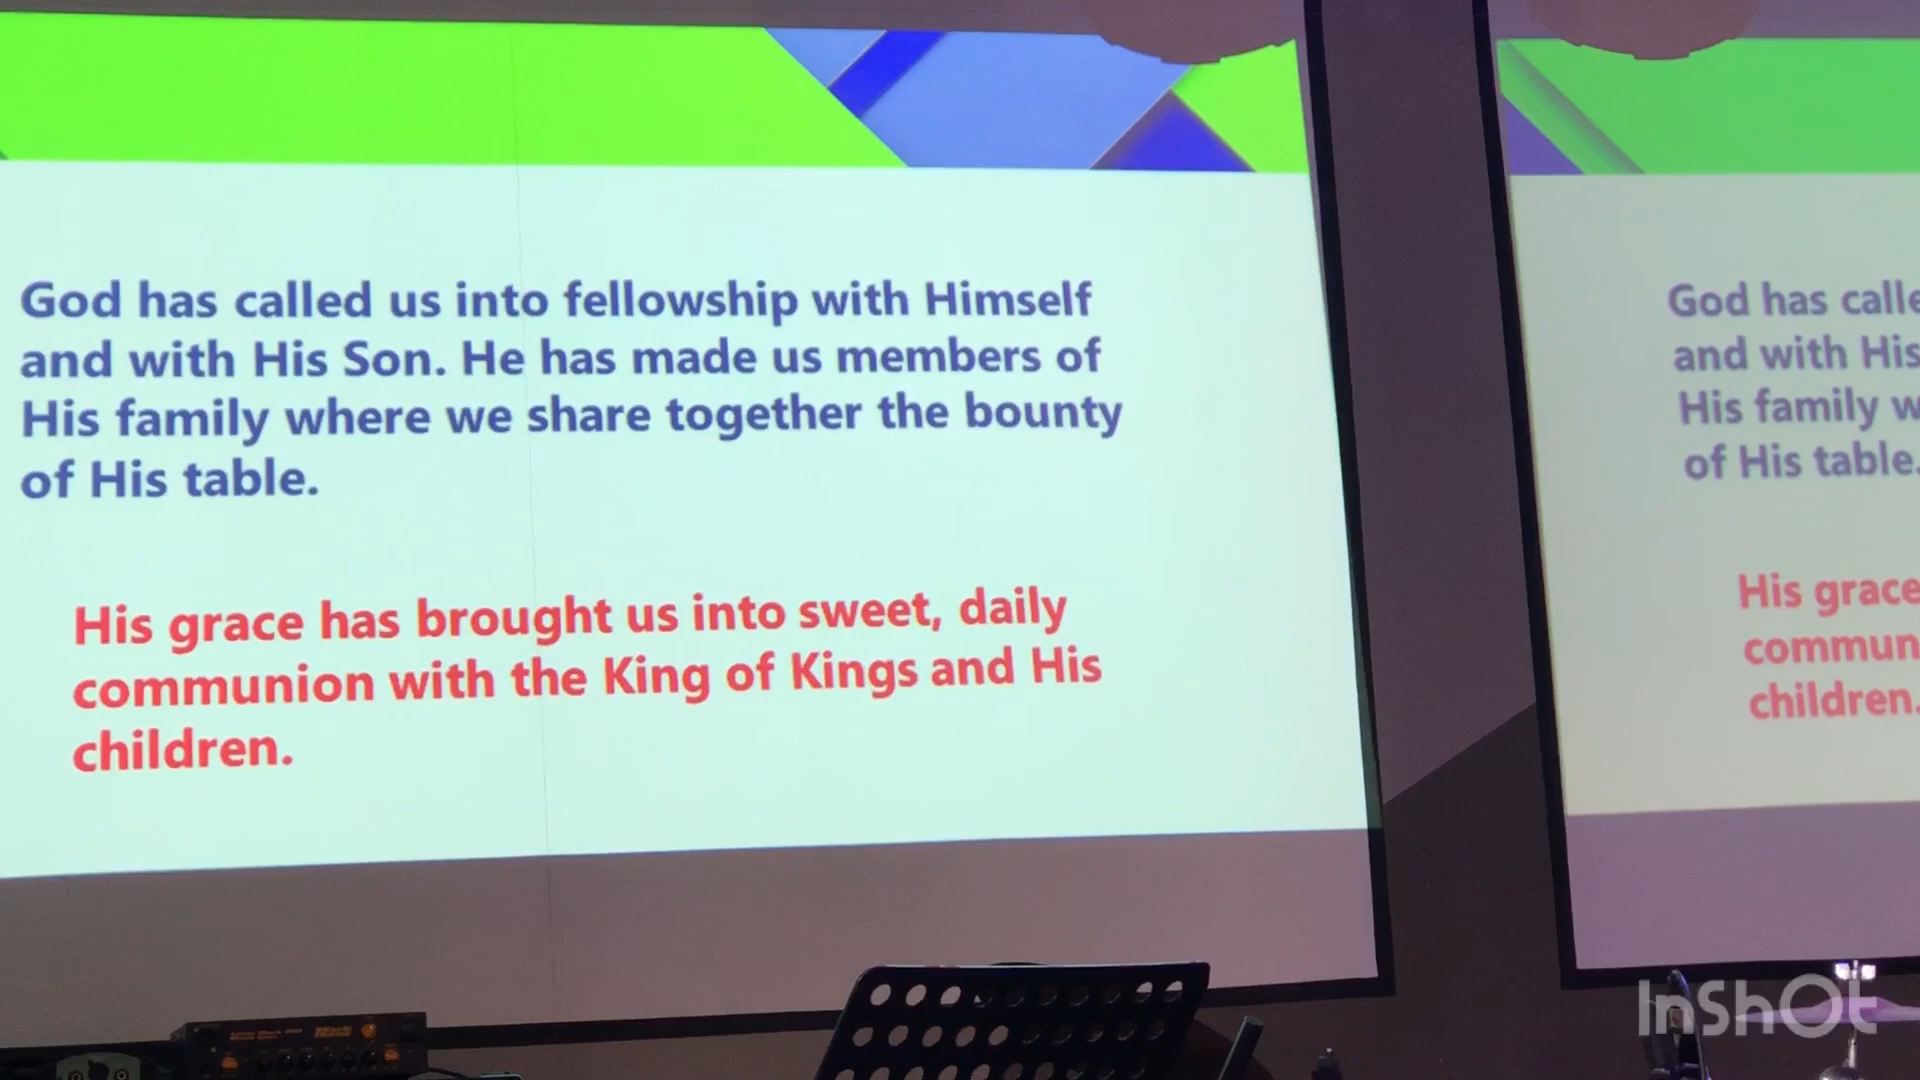 God has called us into fellowship with Himself
and with His Son. He has made us members of
His family where we share together the bounty
of His table.
His grace has brought us into sweet, daily
communion with the King of Kings and His
children.
God has calle
and with His
His family w
of His table.
His grace
commun
children.
InShOt